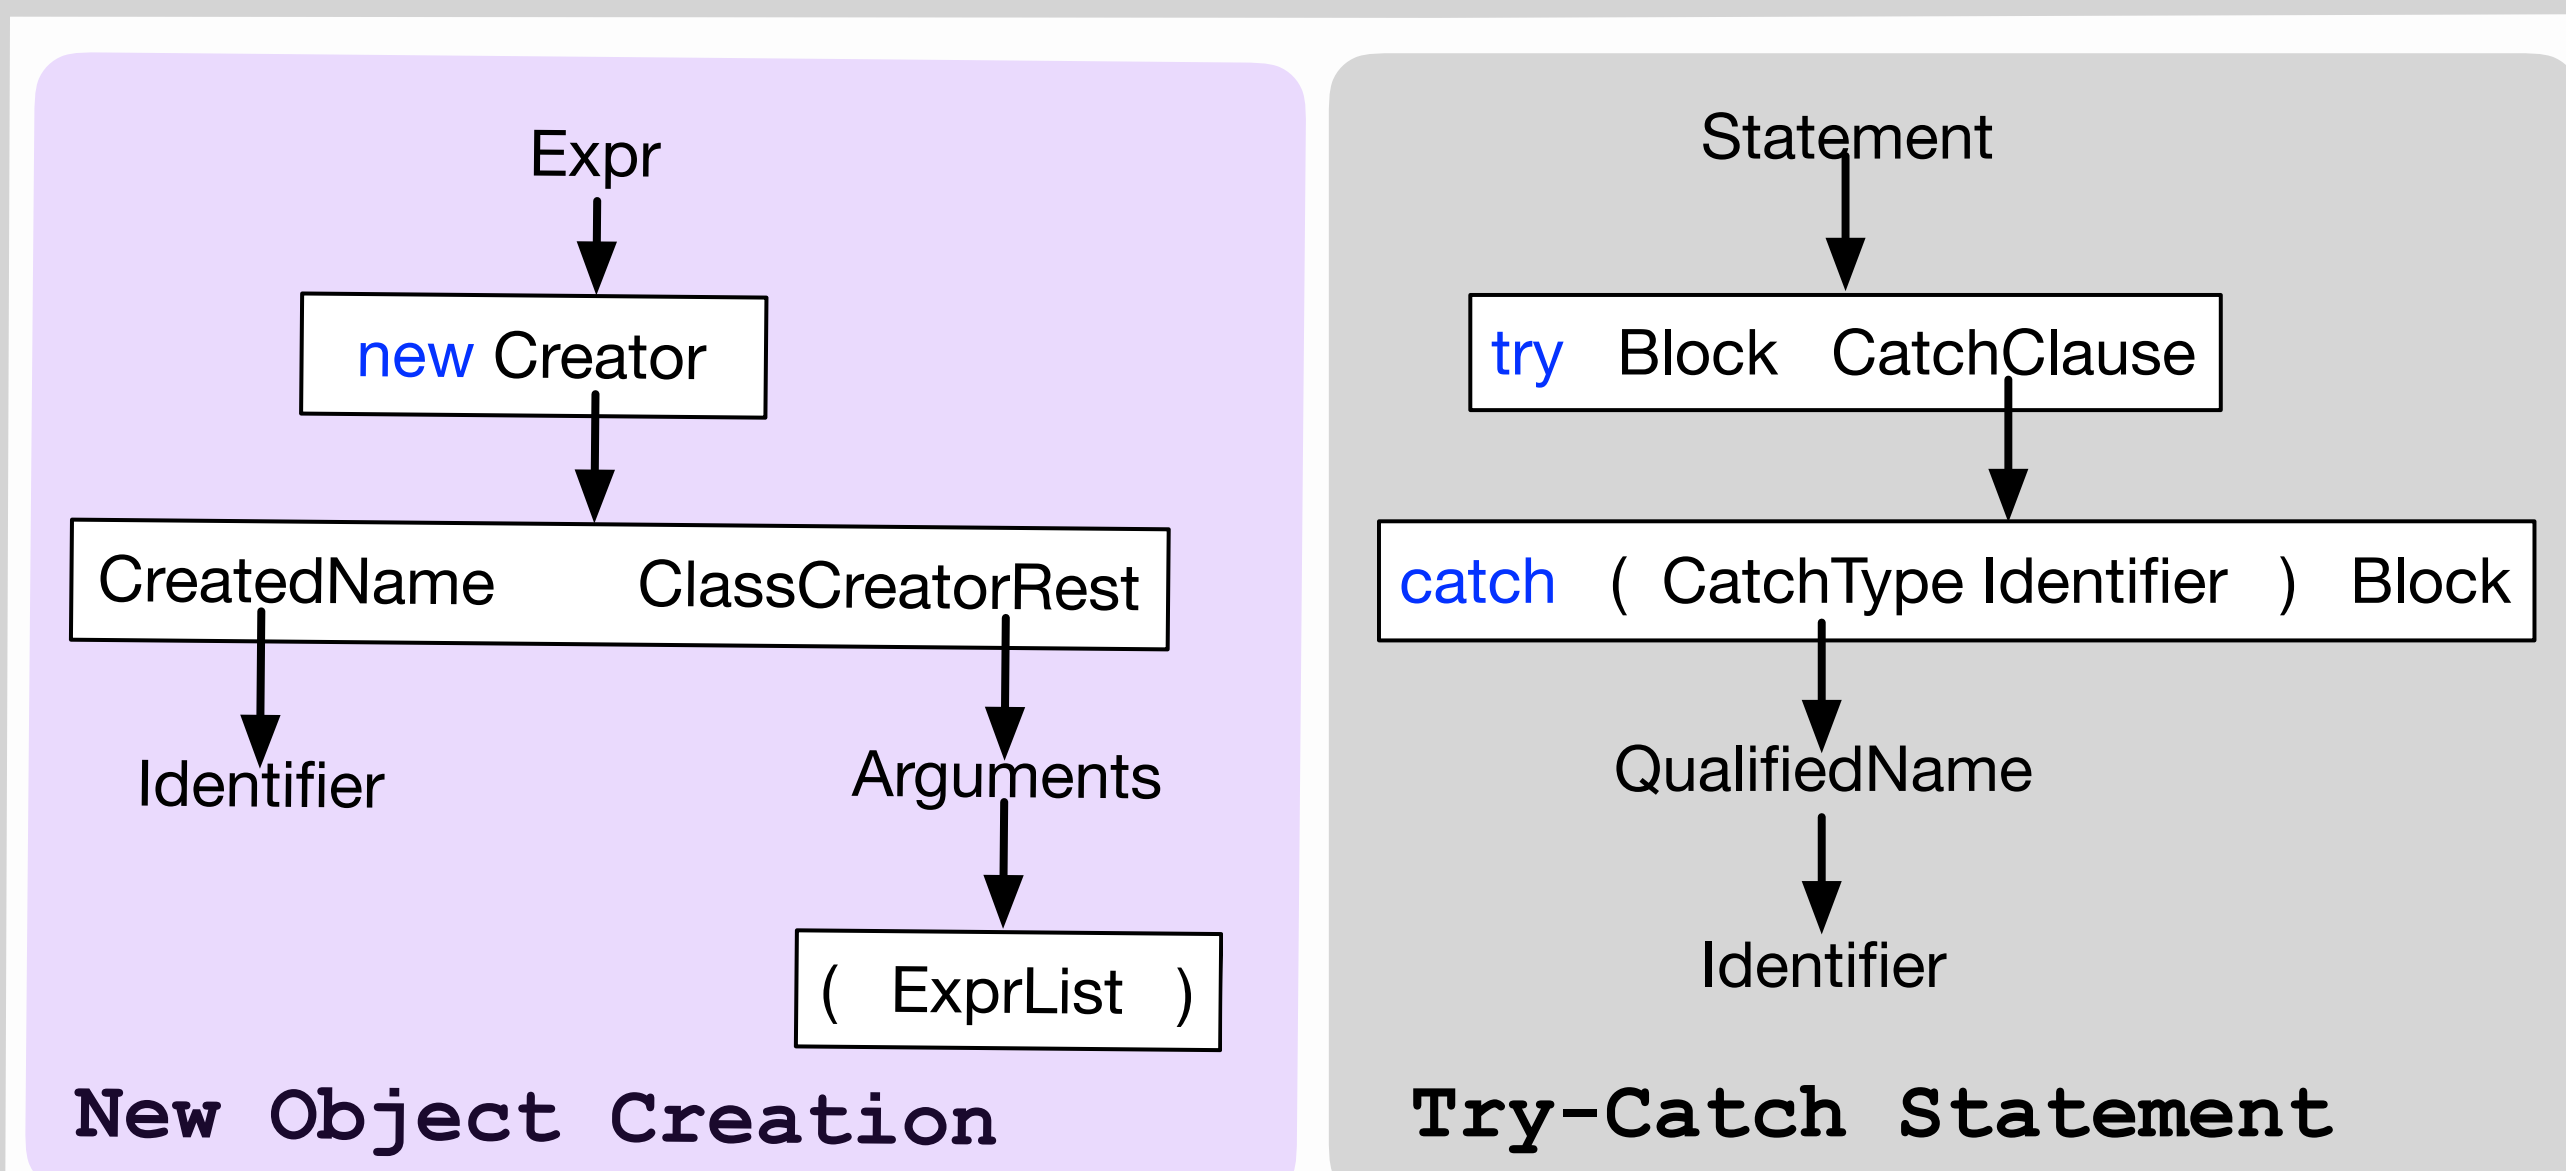 Expr
new Creator
CreatedName ClassCreatorRest
Identifier
Arguments
( ExprList )
New Object Creation
Statement
try Block CatchClause
catch ( CatchType Identifier ) Block
QualifiedName
Identifier
Try-Catch Statement